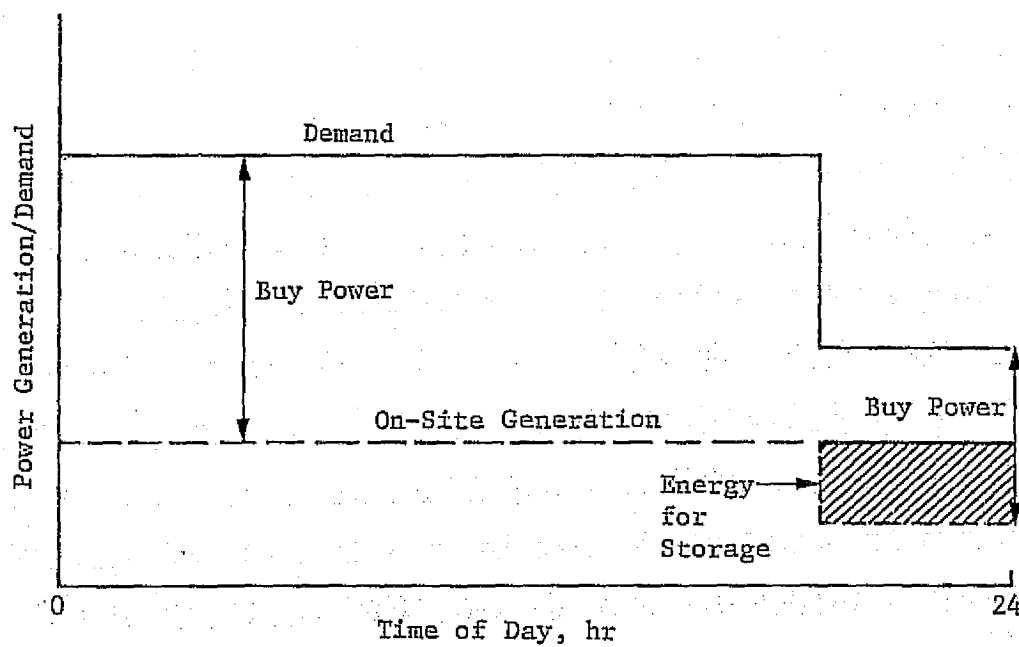 Power Generation/Demand
Demand
Buy Power
On-Site Generation
Buy Power
Energy
for
Storage
0
24
Time of Day, hr